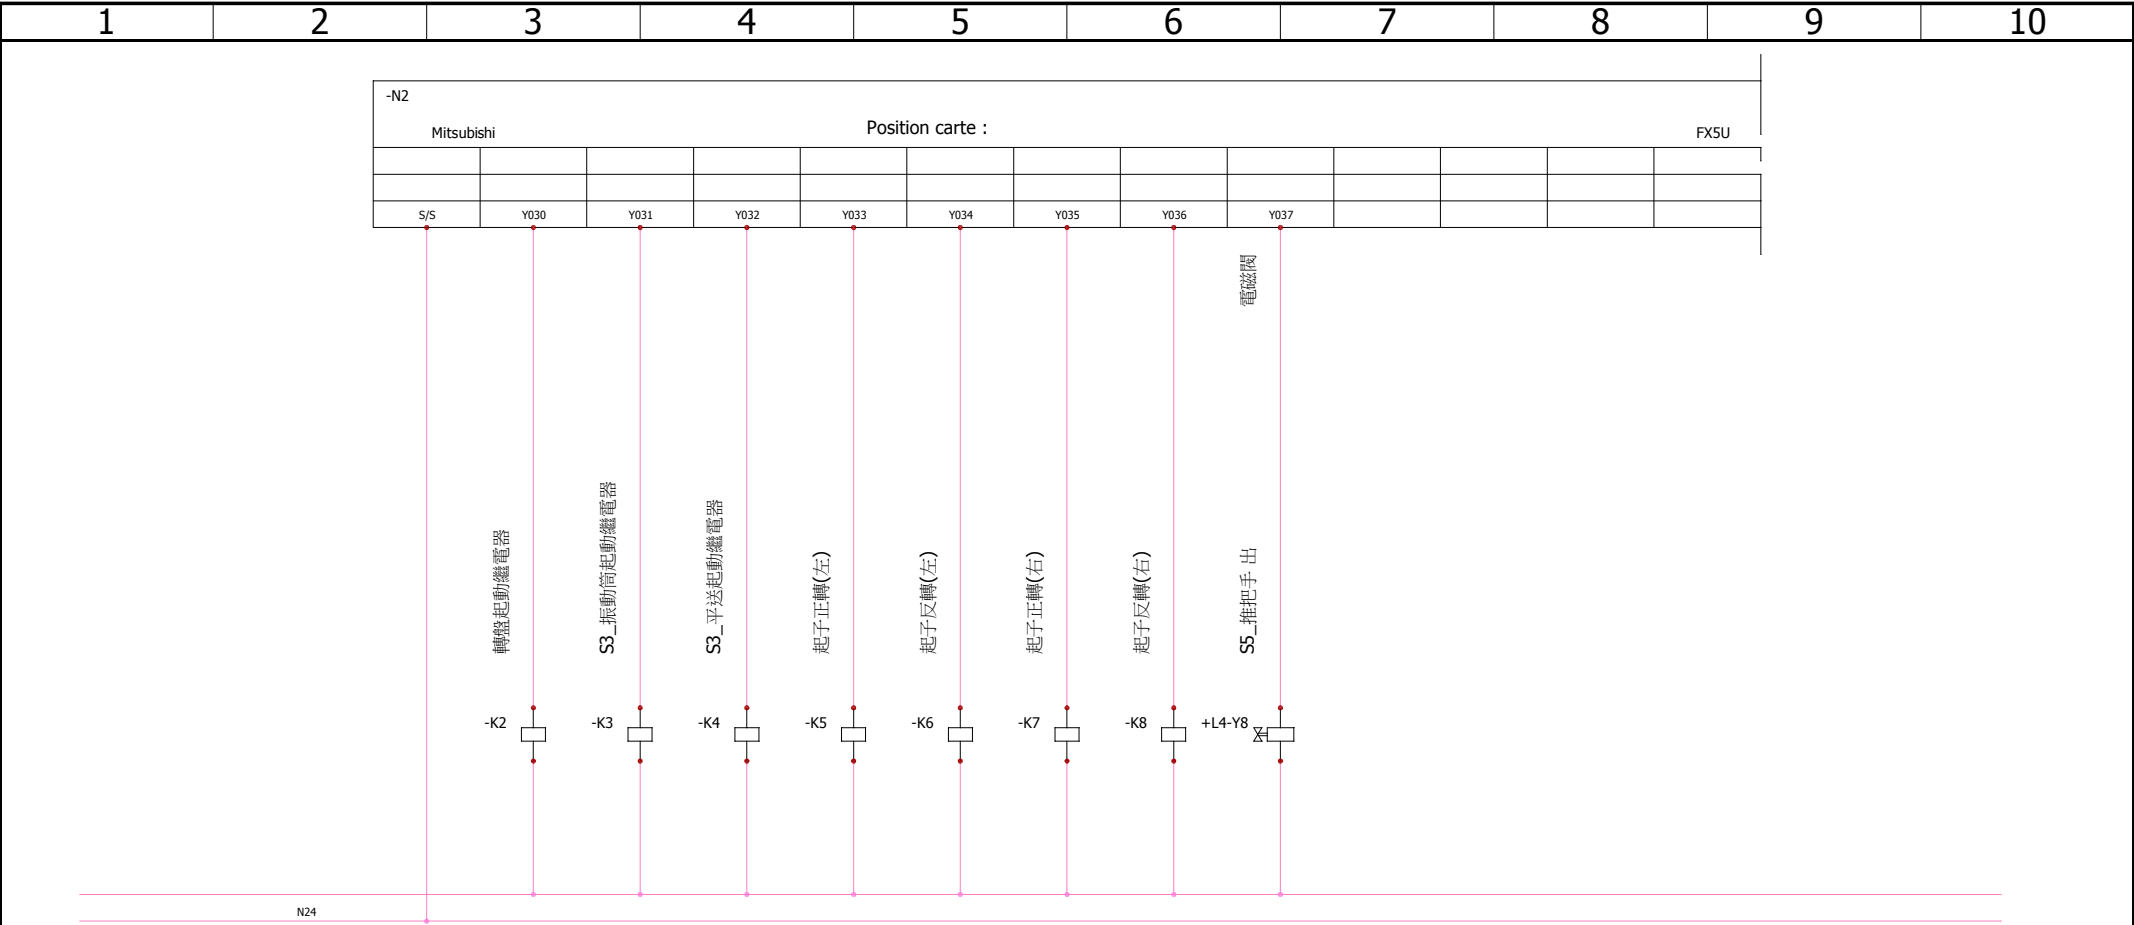 1 2 3 4 5 6 7 8 9 10
-N2
Mitsubishi Position carte : FX5U
S/S Y030 Y031 Y032 Y033 Y034 Y035 Y036 Y037
電磁閥
轉盤起動繼電器
S3_振動筒起動繼電器
S3_平送起動繼電器
起子正轉(左)
起子反轉(左)
起子正轉(右)
起子反轉(右)
S5_推把手 出
-K2 -K3 -K4 -K5 -K6 -K7 -K8 +L4-Y8
N24